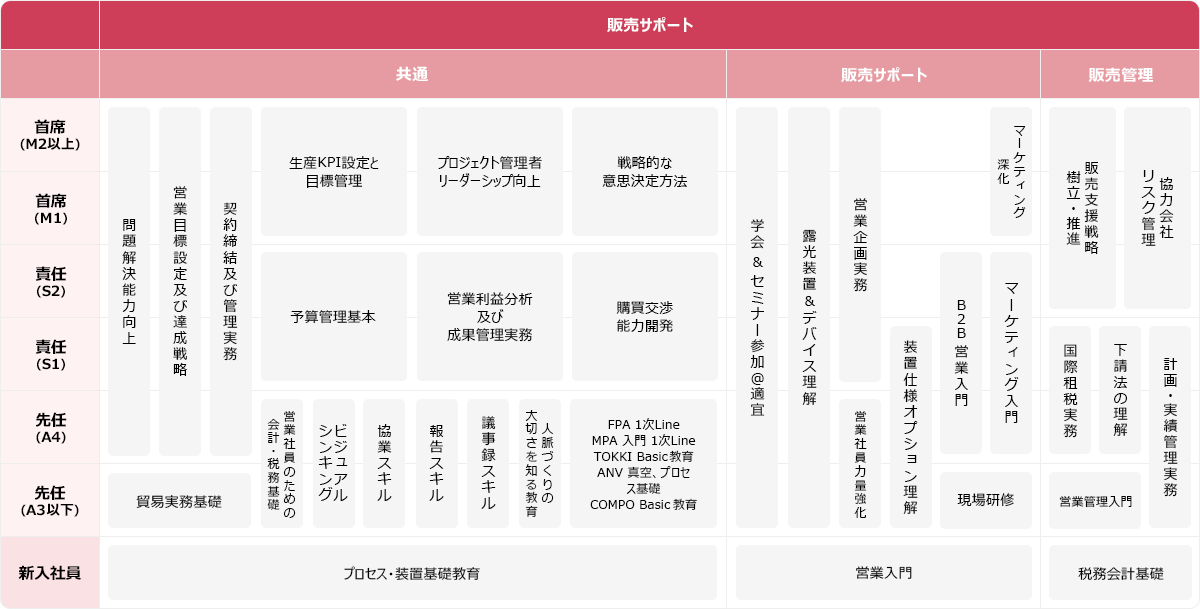 販売サポート
共通
販売サポート
販売管理
首席
(M2以上)
首席
(M1)
責任
(S2)
責任
(S1)
先任
(A4)
先任
(A3以下)
新入社員
問題解決能力向上
営業目標設定及び達成戦略
契約締結及び管理実務
生産KPI設定と
目標管理
プロジェクト管理者
リーダーシップ向上
戦略的な
意思決定方法
予算管理基本
営業利益分析
及び
成果管理実務
購買交渉
能力開発
営業社員のための
会計・税務基礎
ビジュアル
シンキング
協業スキル
報告スキル
議事録スキル
人脈づくりの
大切さを知る教育
FPA 1次Line
MPA 入門 1次Line
TOKKI Basic教育
ANV 真空、プロセ
ス基礎
COMPO Basic教育
貿易実務基礎
プロセス・装置基礎教育
学会 & セミナー参加@適宜
露光装置&デバイス理解
営業企画実務
営業社員力量強化
装置仕様オプション理解
B2B営業入門
マーケティング
深化
マーケティング入門
現場研修
営業入門
販売支援戦略
樹立・推進
協力会社
リスク管理
国際租税実務
下請法の理解
計画・実績管理実務
営業管理入門
税務会計基礎